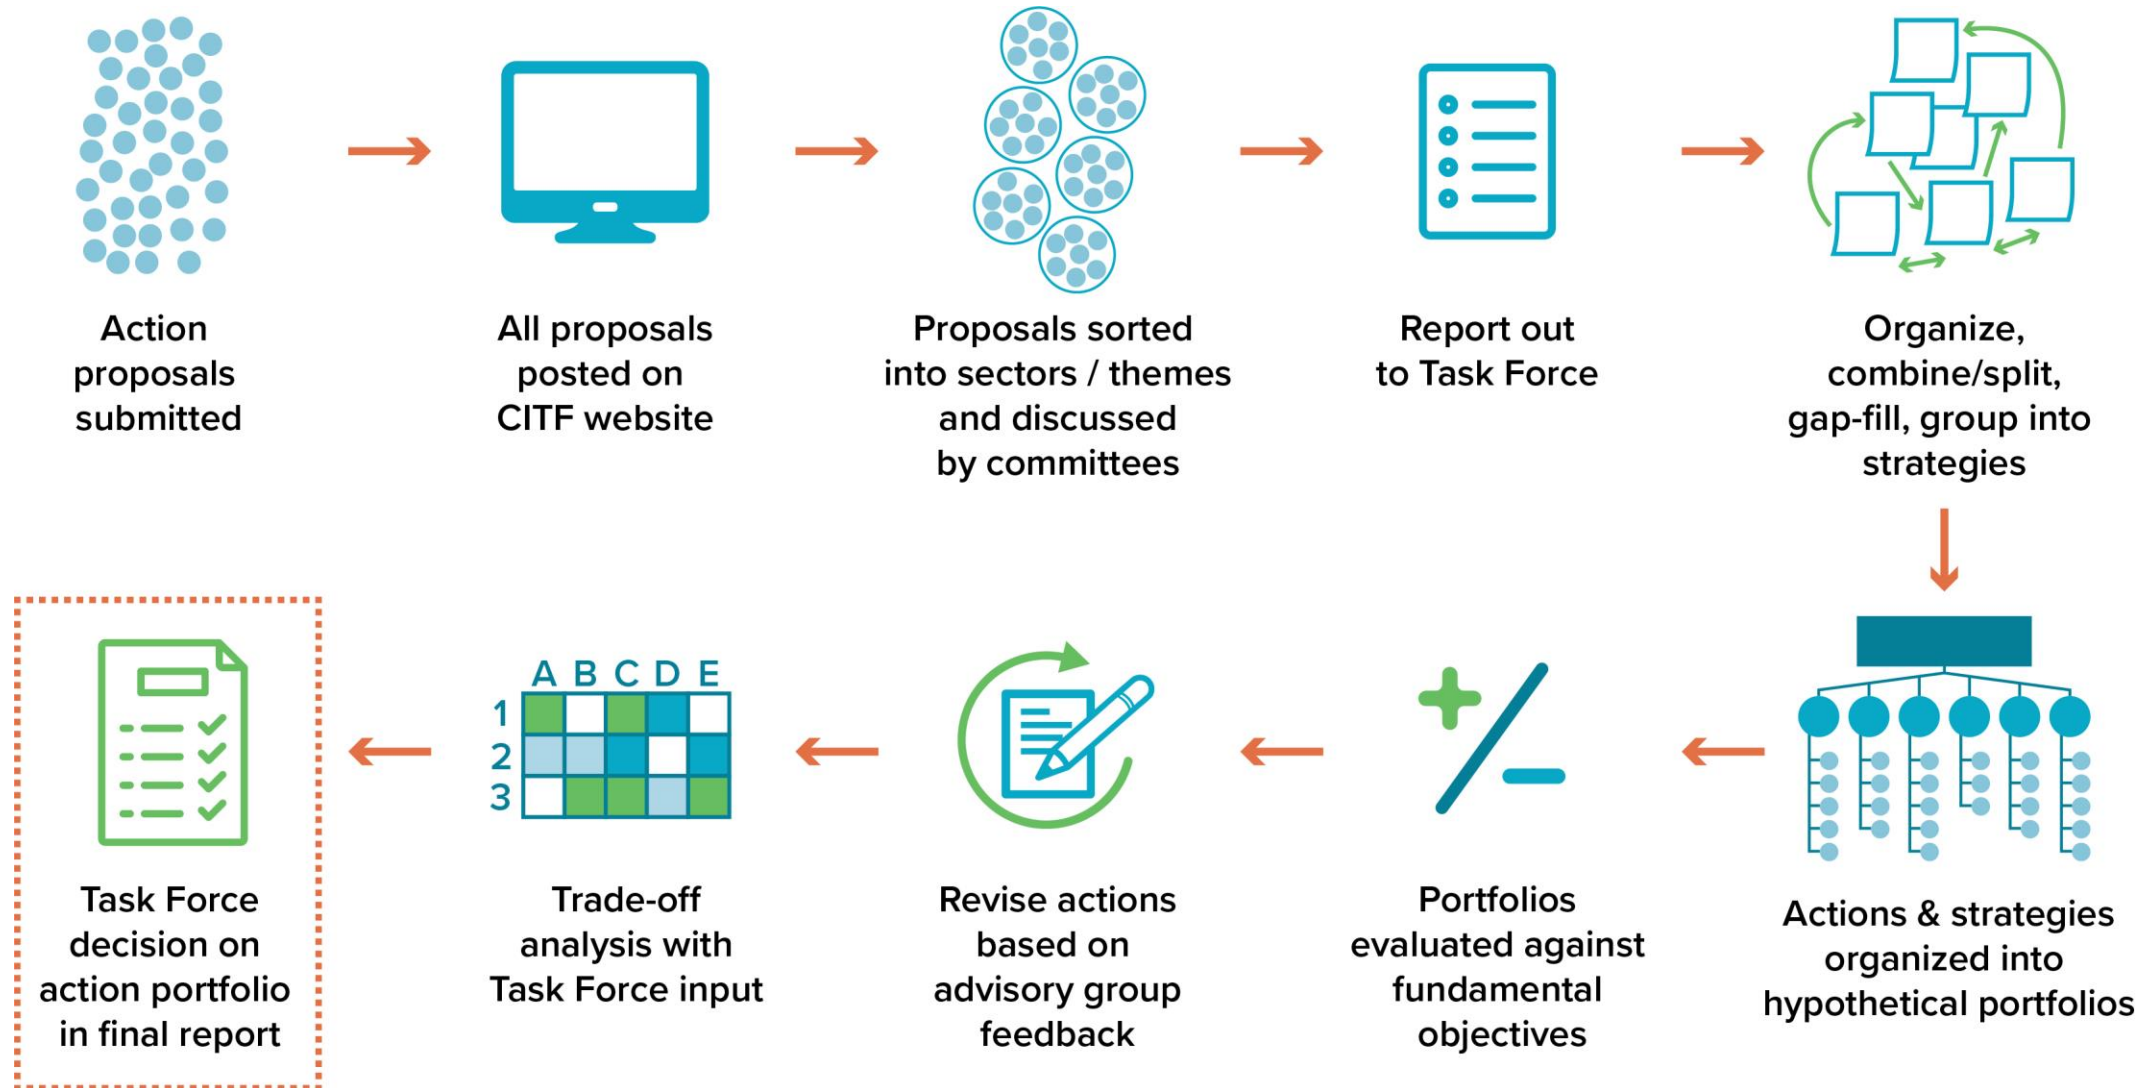 Action
proposals
submitted
All proposals
posted on
CITF website
Proposals sorted
into sectors / themes
and discussed
by committees
Report out
to Task Force
Organize,
combine/split,
gap-fill, group into
strategies
Actions & strategies
organized into
hypothetical portfolios
Portfolios
evaluated against
fundamental
objectives
Revise actions
based on
advisory group
feedback
A B C D E
1
2
3
Trade-off
analysis with
Task Force input
Task Force
decision on
action portfolio
in final report